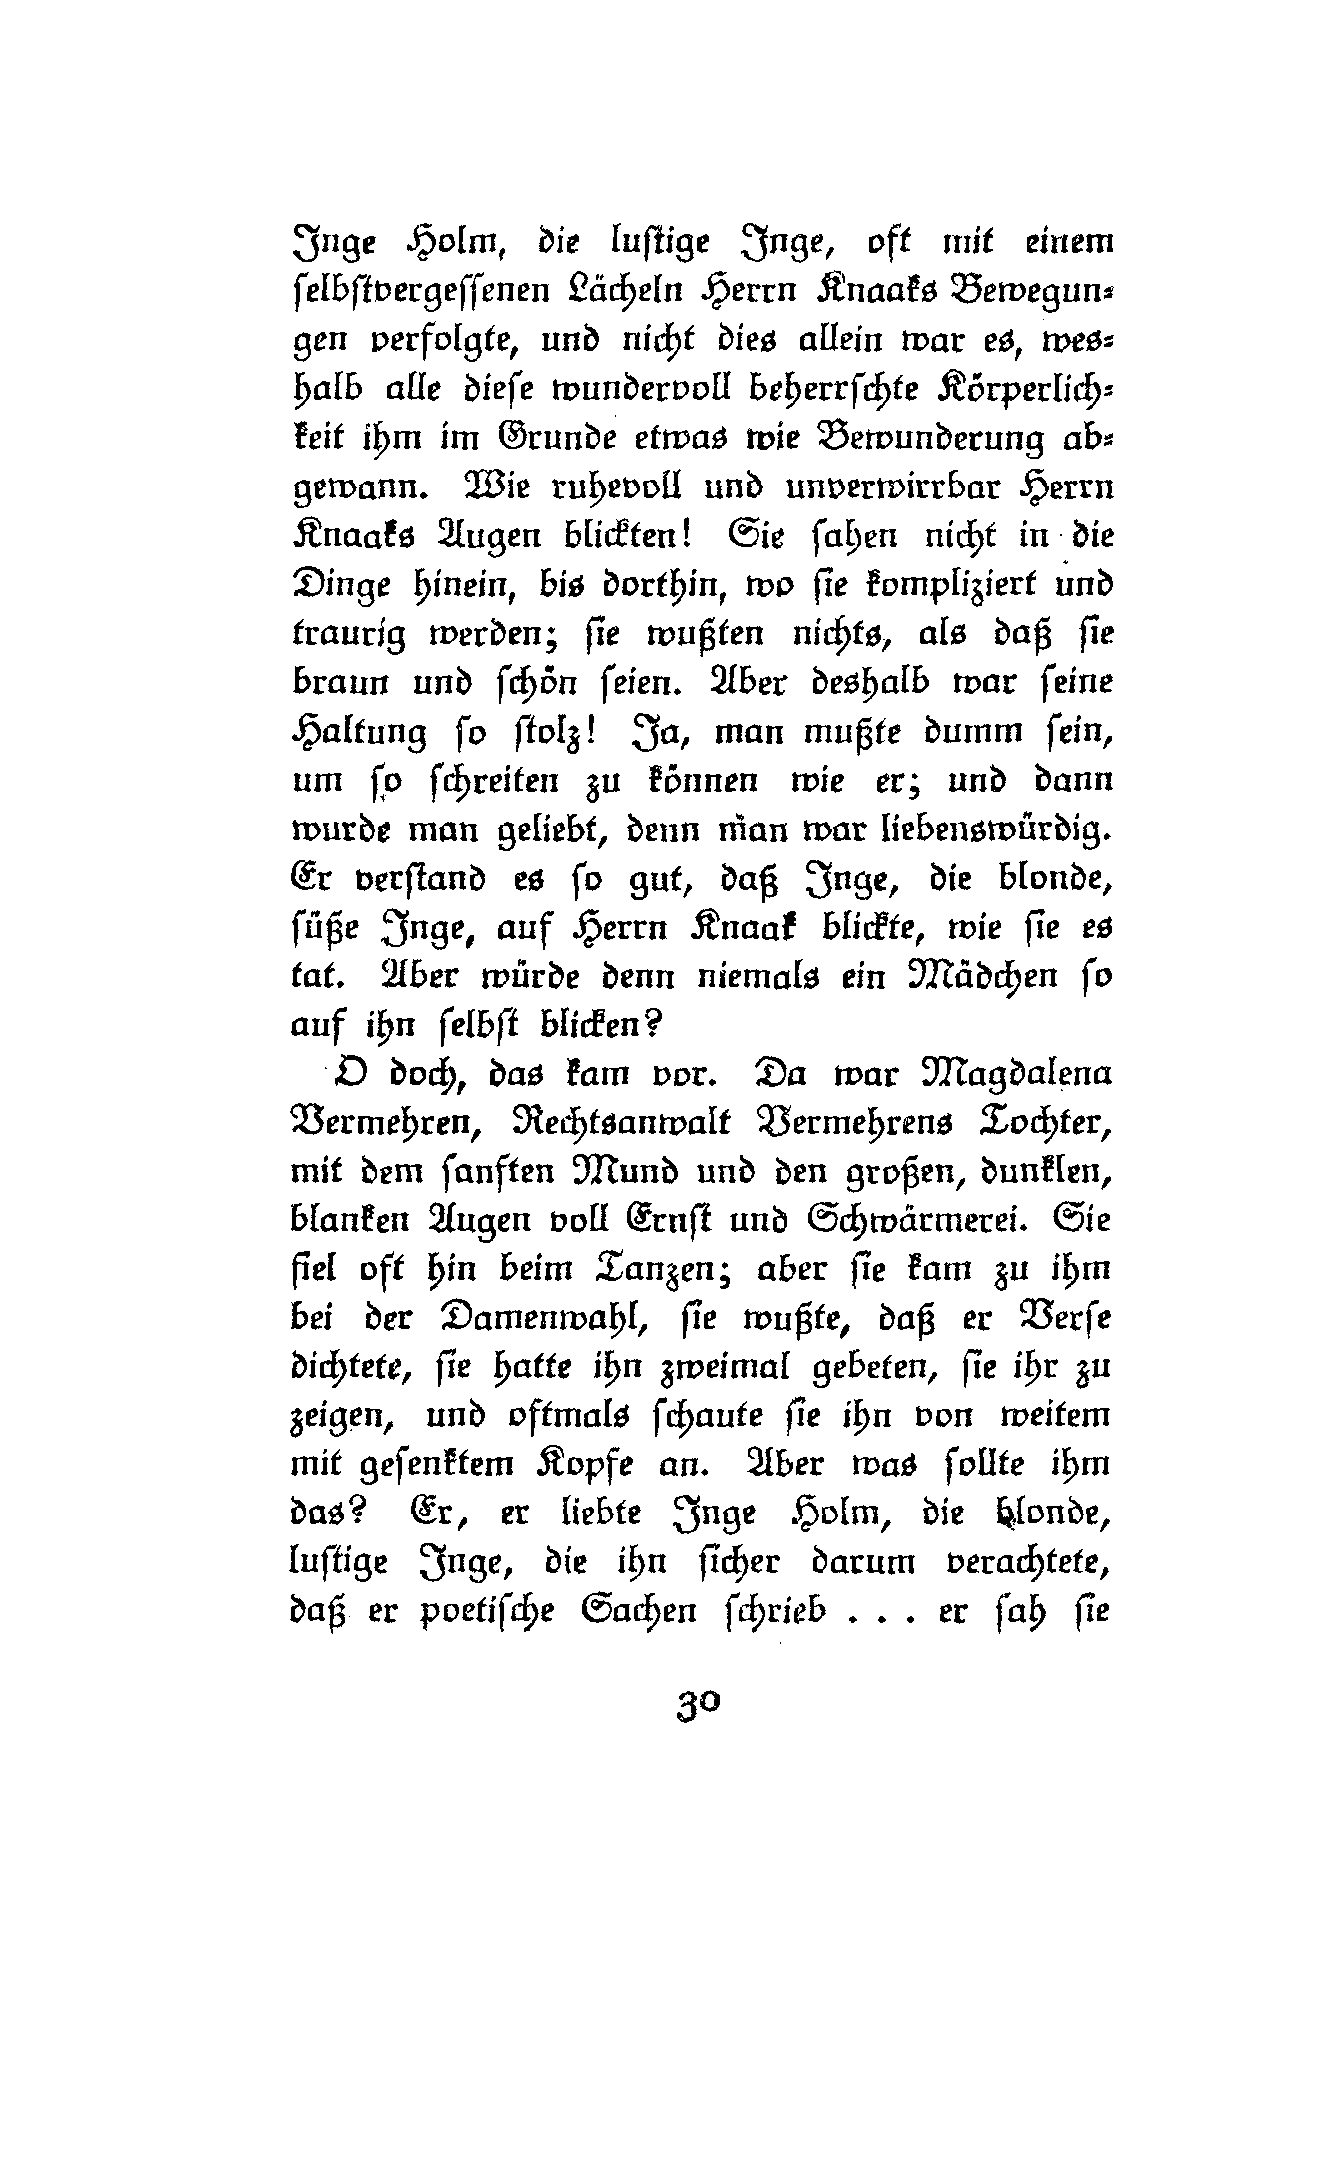 Inge Holm, die lustige Inge, oft mit einem
selbstvergessenen Lächeln Herrn Knaaks Bewegun-
gen verfolgte, und nicht dies allein war es, wes-
halb alle diese wundervoll beherrschte Körperlich-
keit ihm im Grunde etwas wie Bewunderung ab-
gewann. Wie ruhevoll und unverwirrbar Herrn
Knaaks Augen blickten! Sie sahen nicht in die
Dinge hinein, bis dorthin, wo sie kompliziert und
traurig werden; sie wußten nichts, als daß sie
braun und schön seien. Aber deshalb war seine
Haltung so stolz! Ja, man mußte dumm sein,
um so schreiten zu können wie er; und dann
wurde man geliebt, denn man war liebenswürdig.
Er verstand es so gut, daß Inge, die blonde,
süße Inge, auf Herrn Knaak blickte, wie sie es
tat. Aber würde denn niemals ein Mädchen so
auf ihn selbst blicken?
O doch, das kam vor. Da war Magdalena
Vermehren, Rechtsanwalt Vermehrens Tochter,
mit dem sanften Mund und den großen, dunklen,
blanken Augen voll Ernst und Schwärmerei. Sie
fiel oft hin beim Tanzen; aber sie kam zu ihm
bei der Damenwahl, sie wußte, daß er Verse
dichtete, sie hatte ihn zweimal gebeten, sie ihr zu
zeigen, und oftmals schaute sie ihn von weitem
mit gesenktem Kopfe an. Aber was sollte ihm
das? Er, er liebte Inge Holm, die blonde,
lustige Inge, die ihn sicher darum verachtete,
daß er poetische Sachen schrieb . . . er sah sie
30